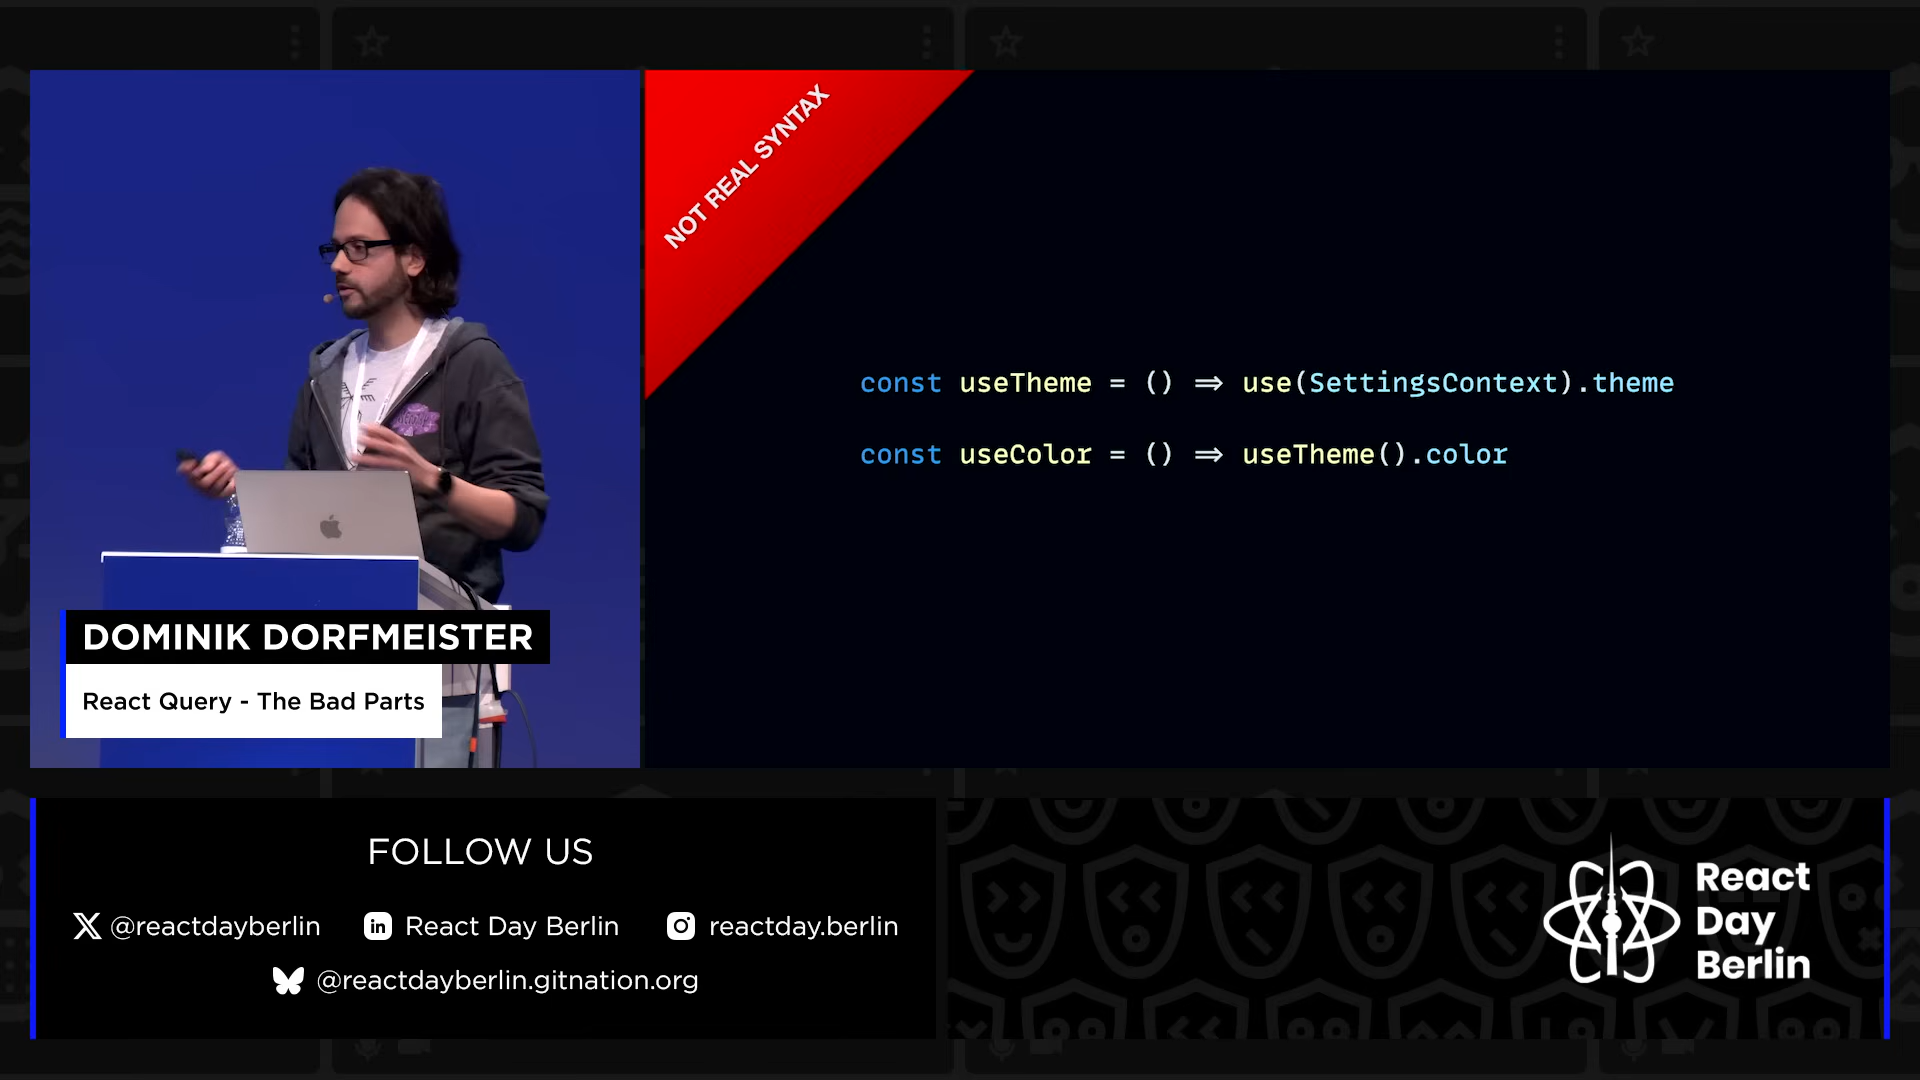 NOT REAL SYNTAX
const useTheme = () => use(SettingsContext).theme
const useColor = () => useTheme().color
DOMINIK DORFMEISTER
React Query - The Bad Parts
FOLLOW US
@reactdayberlin
React Day Berlin
reactday.berlin
@reactdayberlin.gitnation.org
React
Day
Berlin